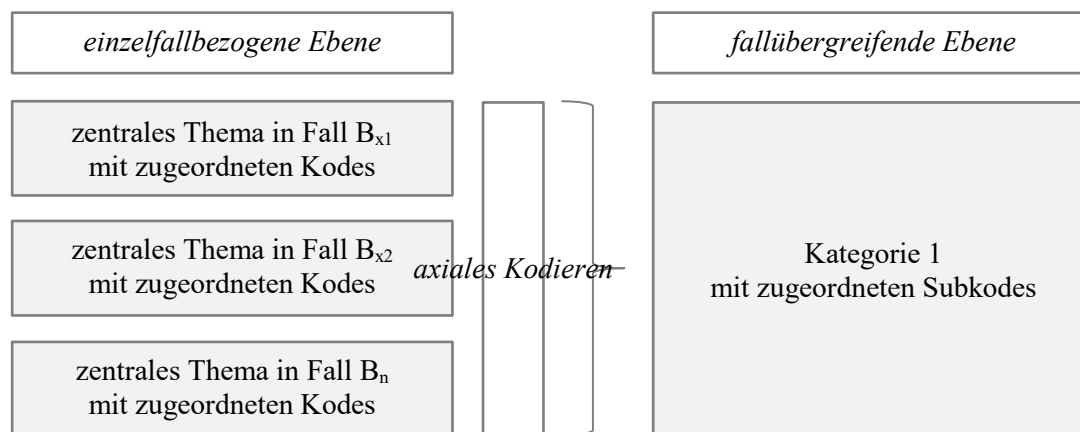 einzelfallbezogene Ebene
fallübergreifende Ebene
zentrales Thema in Fall Bx1
mit zugeordneten Kodes
zentrales Thema in Fall Bx2
mit zugeordneten Kodes
zentrales Thema in Fall Bn
mit zugeordneten Kodes
axiales Kodieren
Kategorie 1
mit zugeordneten Subkodes